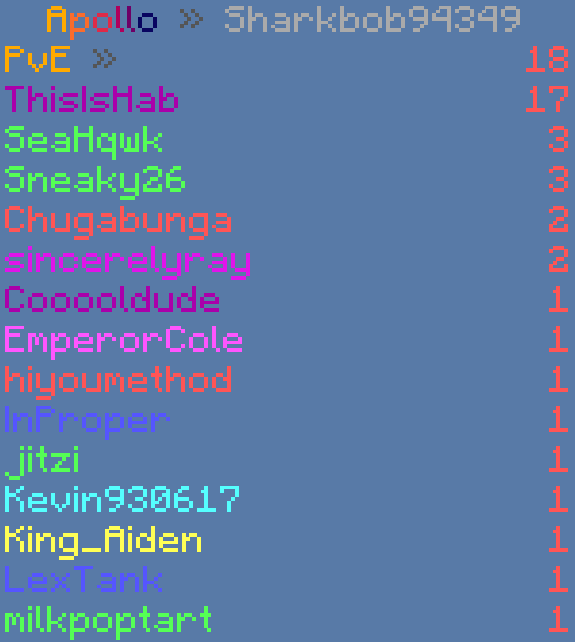 Apollo » Sharkbob94349
PvE » 18
ThisIsHab 17
SeaHqwk 3
Sneaky26 3
Chugabunga 2
sincerelyray 2
Cooooldude 1
EmperorCole 1
hiyoumethod 1
InProper 1
jitzi 1
Kevin930617 1
King_Aiden 1
LexTank 1
milkpoptart 1